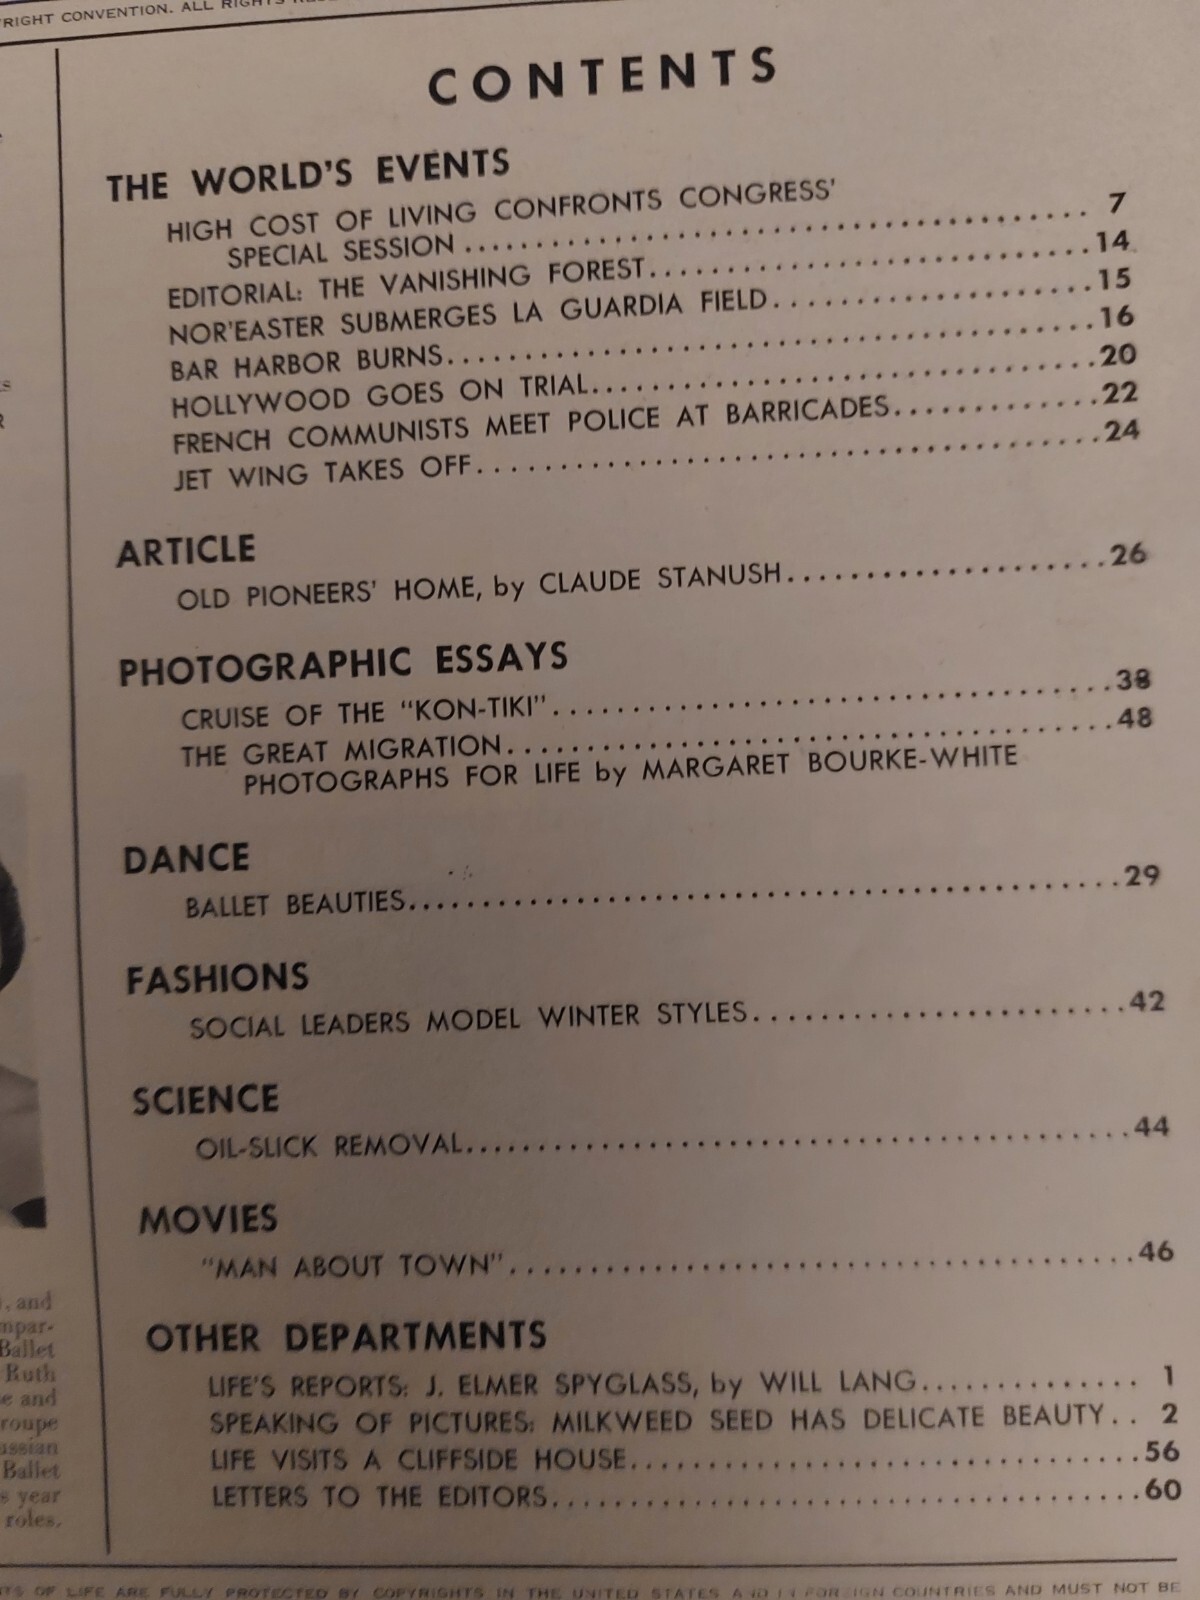 RIGHT CONVENTION. ALL RIGHTS
CONTENTS
THE WORLD'S EVENTS
HIGH COST OF LIVING CONFRONTS CONGRESS'
SPECIAL SESSION ........ 7
EDITORIAL: THE VANISHING FOREST........ 14
NOR'EASTER SUBMERGES LA GUARDIA FIELD........ 15
BAR HARBOR BURNS........ 16
HOLLYWOOD GOES ON TRIAL........ 20
FRENCH COMMUNISTS MEET POLICE AT BARRICADES........ 22
JET WING TAKES OFF........ 24
ARTICLE
OLD PIONEERS' HOME, by CLAUDE STANUSH........ 26
PHOTOGRAPHIC ESSAYS
CRUISE OF THE "KON-TIKI"........ 38
THE GREAT MIGRATION........ 48
PHOTOGRAPHS FOR LIFE by MARGARET BOURKE-WHITE
DANCE
BALLET BEAUTIES........ 29
FASHIONS
SOCIAL LEADERS MODEL WINTER STYLES........ 42
SCIENCE
OIL-SLICK REMOVAL........ 44
MOVIES
"MAN ABOUT TOWN"........ 46
OTHER DEPARTMENTS
LIFE'S REPORTS: J. ELMER SPYGLASS, by WILL LANG........ 1
SPEAKING OF PICTURES: MILKWEED SEED HAS DELICATE BEAUTY.. 2
LIFE VISITS A CLIFFSIDE HOUSE........ 56
LETTERS TO THE EDITORS........ 60
, and
mpar-
Ballet
Ruth
e and
roupe
ussian
Ballet
s year
roles.
TS OF LIFE ARE FULLY PROTECTED BY COPYRIGHTS IN THE UNITED STATES AND IN FOREIGN COUNTRIES AND MUST NOT BE